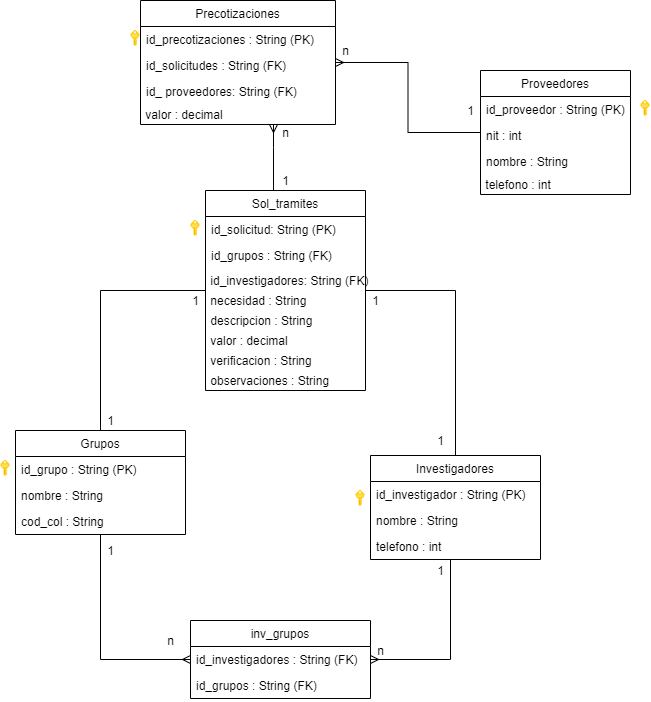 Precotizaciones
id_precotizaciones : String (PK)
id_solicitudes : String (FK)
id_ proveedores: String (FK)
valor : decimal
n
n
Proveedores
id_proveedor : String (PK)
nit : int
nombre : String
telefono : int
1
1
Sol_tramites
id_solicitud: String (PK)
id_grupos : String (FK)
id_investigadores: String (FK)
necesidad : String
descripcion : String
valor : decimal
verificacion : String
observaciones : String
1
1
1
1
Grupos
id_grupo : String (PK)
nombre : String
cod_col : String
Investigadores
id_investigador : String (PK)
nombre : String
telefono : int
1
1
n
n
inv_grupos
id_investigadores : String (FK)
id_grupos : String (FK)